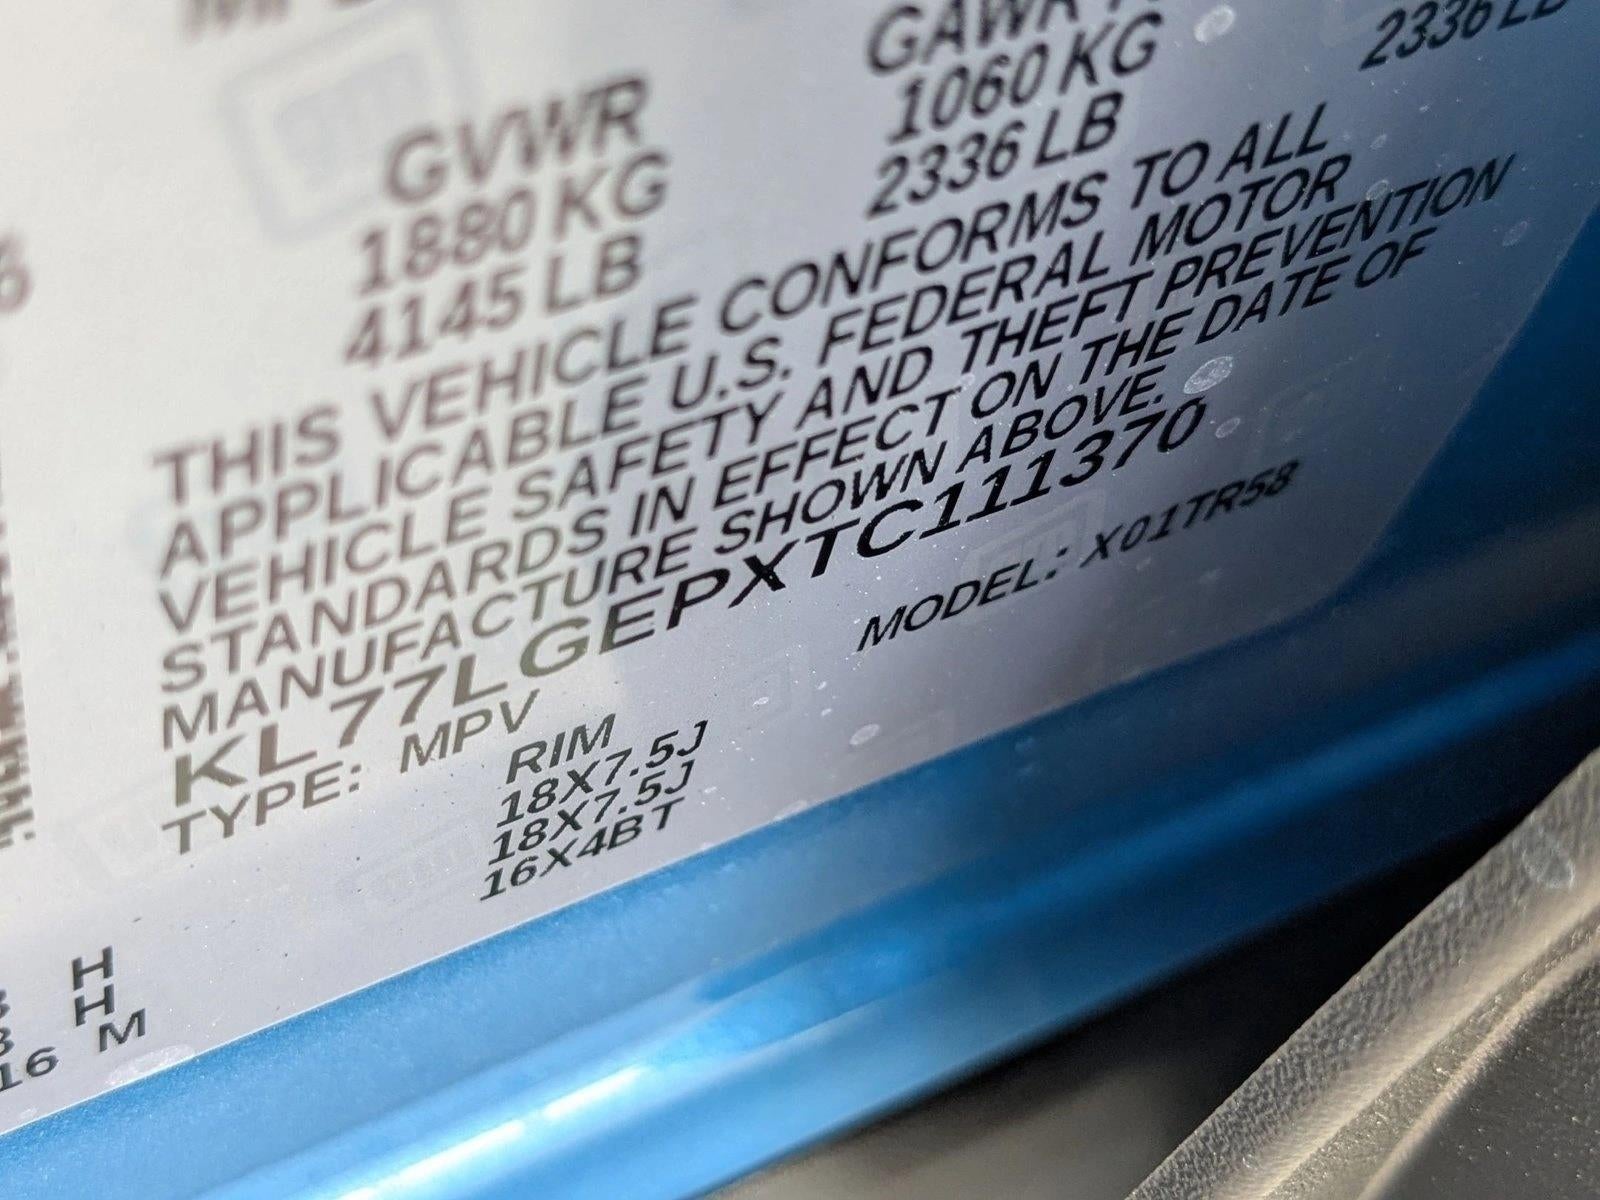 GVWR
1880 KG
4145 LB
1060 KG
2336 LB
2336 LB
THIS VEHICLE CONFORMS TO ALL
APPLICABLE U.S. FEDERAL MOTOR
VEHICLE SAFETY AND THEFT PREVENTION
STANDARDS IN EFFECT ON THE DATE OF
MANUFACTURE SHOWN ABOVE.
KL77LGEPXTC111370
TYPE: MPV
MODEL: X01TR58
RIM
18X7.5J
18X7.5J
16X4BT
H
H
16 M